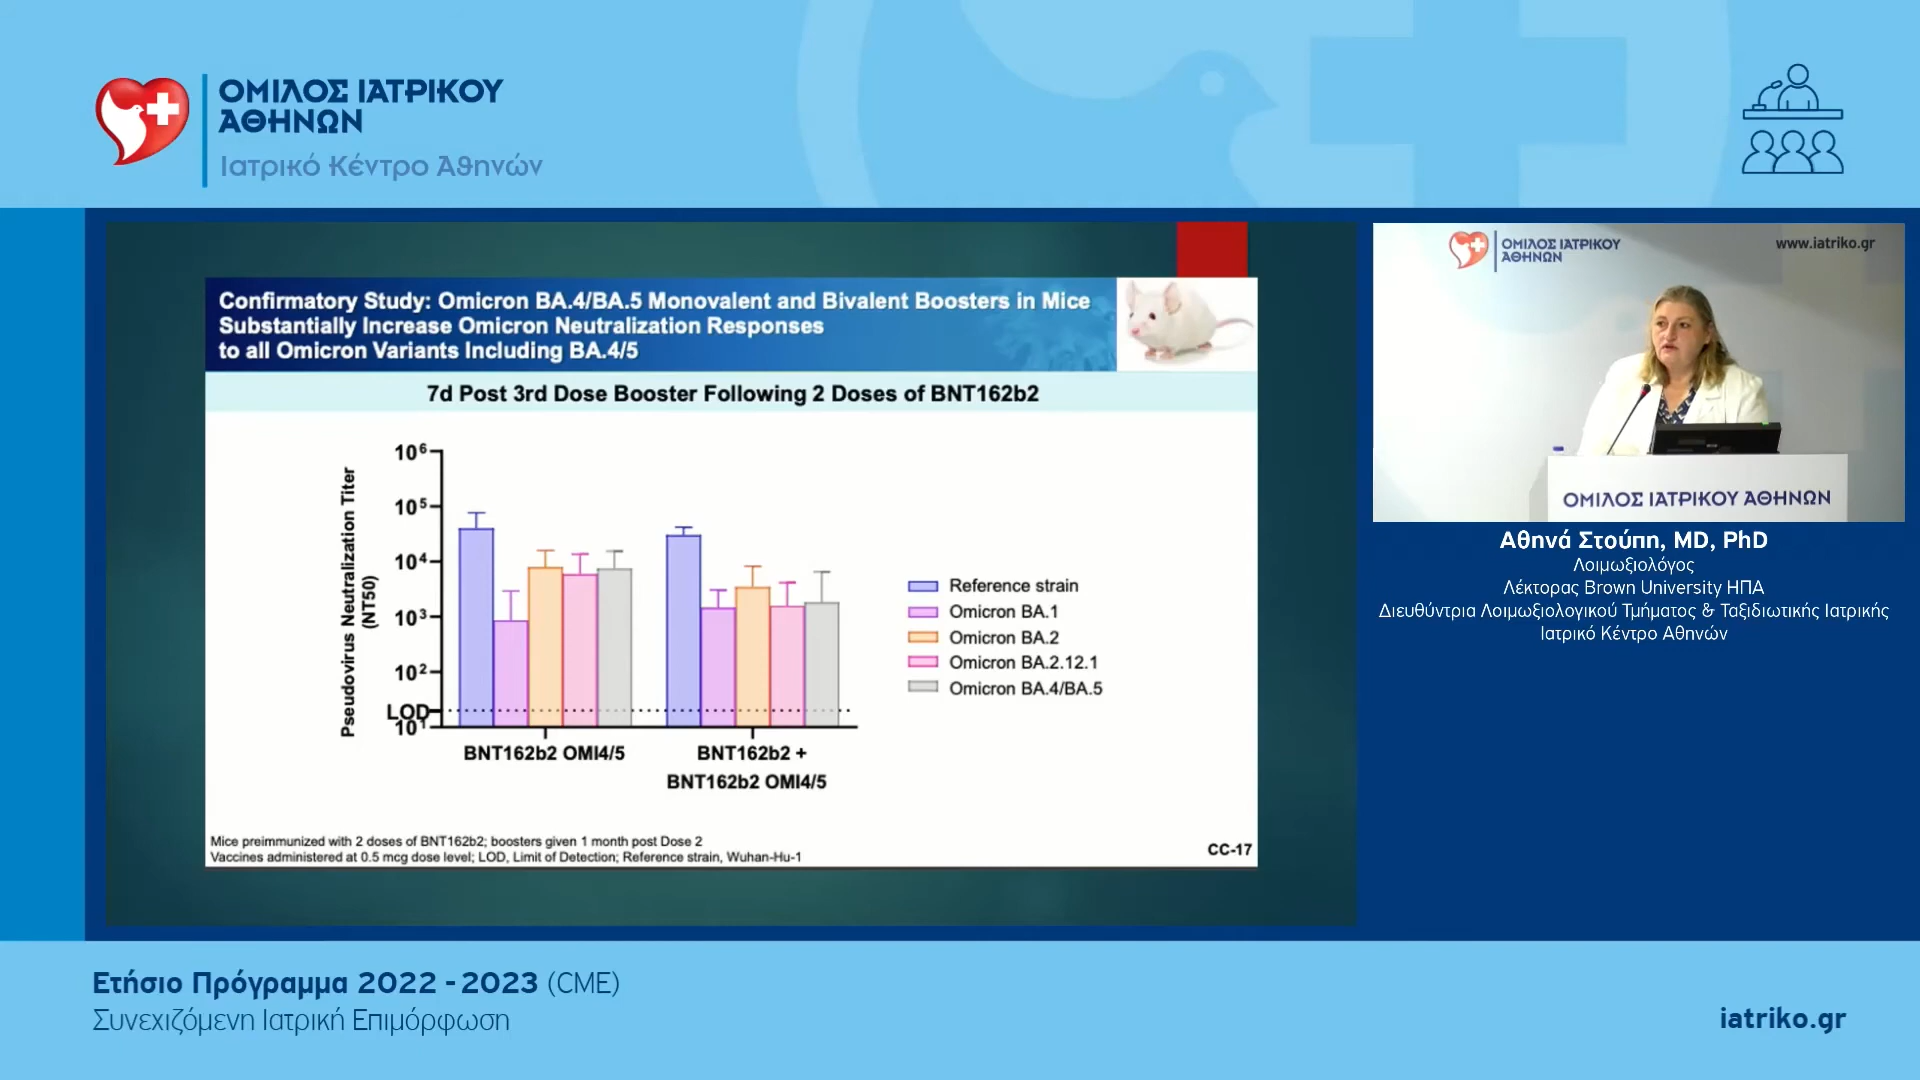 ΟΜΙΛΟΣ ΙΑΤΡΙΚΟΥ
ΑΘΗΝΩΝ
Ιατρικό Κέντρο Αθηνών
Confirmatory Study: Omicron BA.4/BA.5 Monovalent and Bivalent Boosters in Mice
Substantially Increase Omicron Neutralization Responses
to all Omicron Variants Including BA.4/5
7d Post 3rd Dose Booster Following 2 Doses of BNT162b2
Pseudovirus Neutralization Titer
(NT50)
10⁶
10⁵
10⁴
10³
10²
LOD
10¹
BNT162b2 OMI4/5
BNT162b2 +
BNT162b2 OMI4/5
Reference strain
Omicron BA.1
Omicron BA.2
Omicron BA.2.12.1
Omicron BA.4/BA.5
Mice preimmunized with 2 doses of BNT162b2; boosters given 1 month post Dose 2
Vaccines administered at 0.5 mcg dose level; LOD, Limit of Detection; Reference strain, Wuhan-Hu-1
CC-17
ΟΜΙΛΟΣ ΙΑΤΡΙΚΟΥ
ΑΘΗΝΩΝ
www.iatriko.gr
ΟΜΙΛΟΣ ΙΑΤΡΙΚΟΥ ΑΘΗΝΩΝ
Αθηνά Στούπη, MD, PhD
Λοιμωξιολόγος
Λέκτορας Brown University ΗΠΑ
Διευθύντρια Λοιμωξιολογικού Τμήματος & Ταξιδιωτικής Ιατρικής
Ιατρικό Κέντρο Αθηνών
Ετήσιο Πρόγραμμα 2022 - 2023 (CME)
Συνεχιζόμενη Ιατρική Επιμόρφωση
iatriko.gr